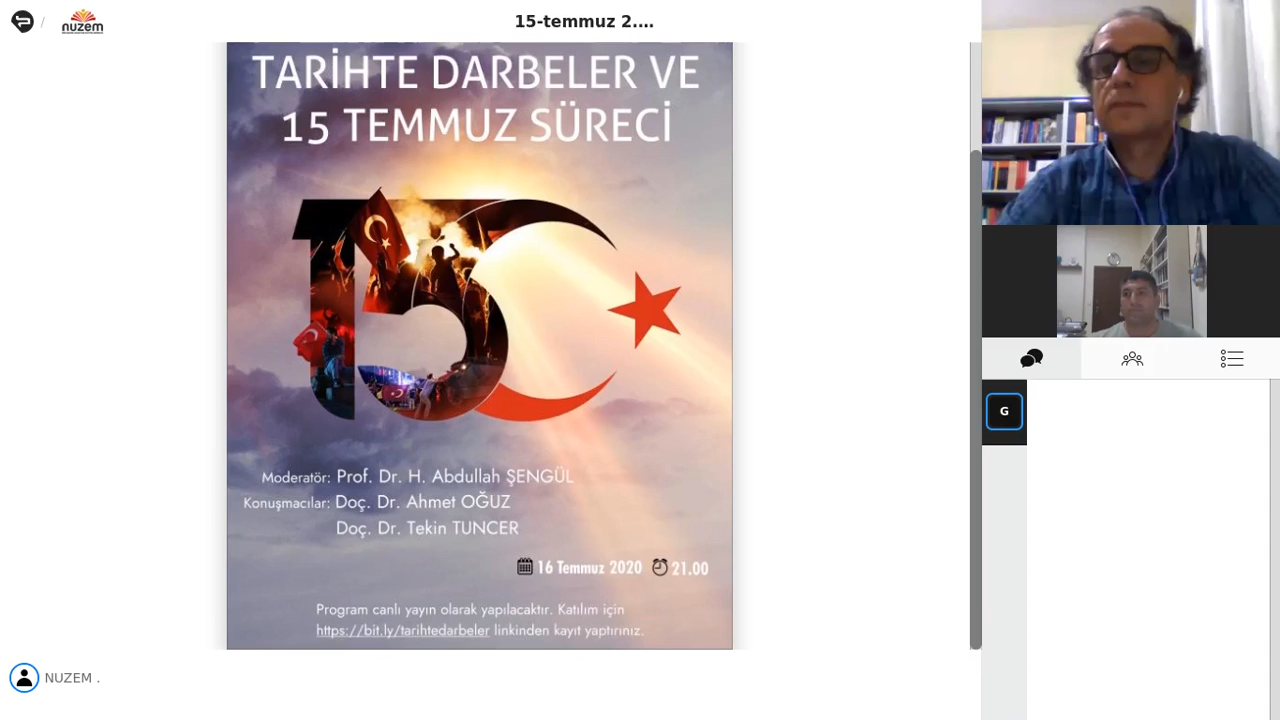 /
nuzem
15-temmuz 2....
TARİHTE DARBELER VE
15 TEMMUZ SÜRECİ
15
Moderatör: Prof. Dr. H. Abdullah ŞENGÜL
Konuşmacılar: Doç. Dr. Ahmet OĞUZ
Doç. Dr. Tekin TUNCER
16 Temmuz 2020 21.00
Program canlı yayın olarak yapılacaktır. Katılım için
https://bit.ly/tarihtedarbeler linkinden kayıt yaptırınız.
G
NUZEM .